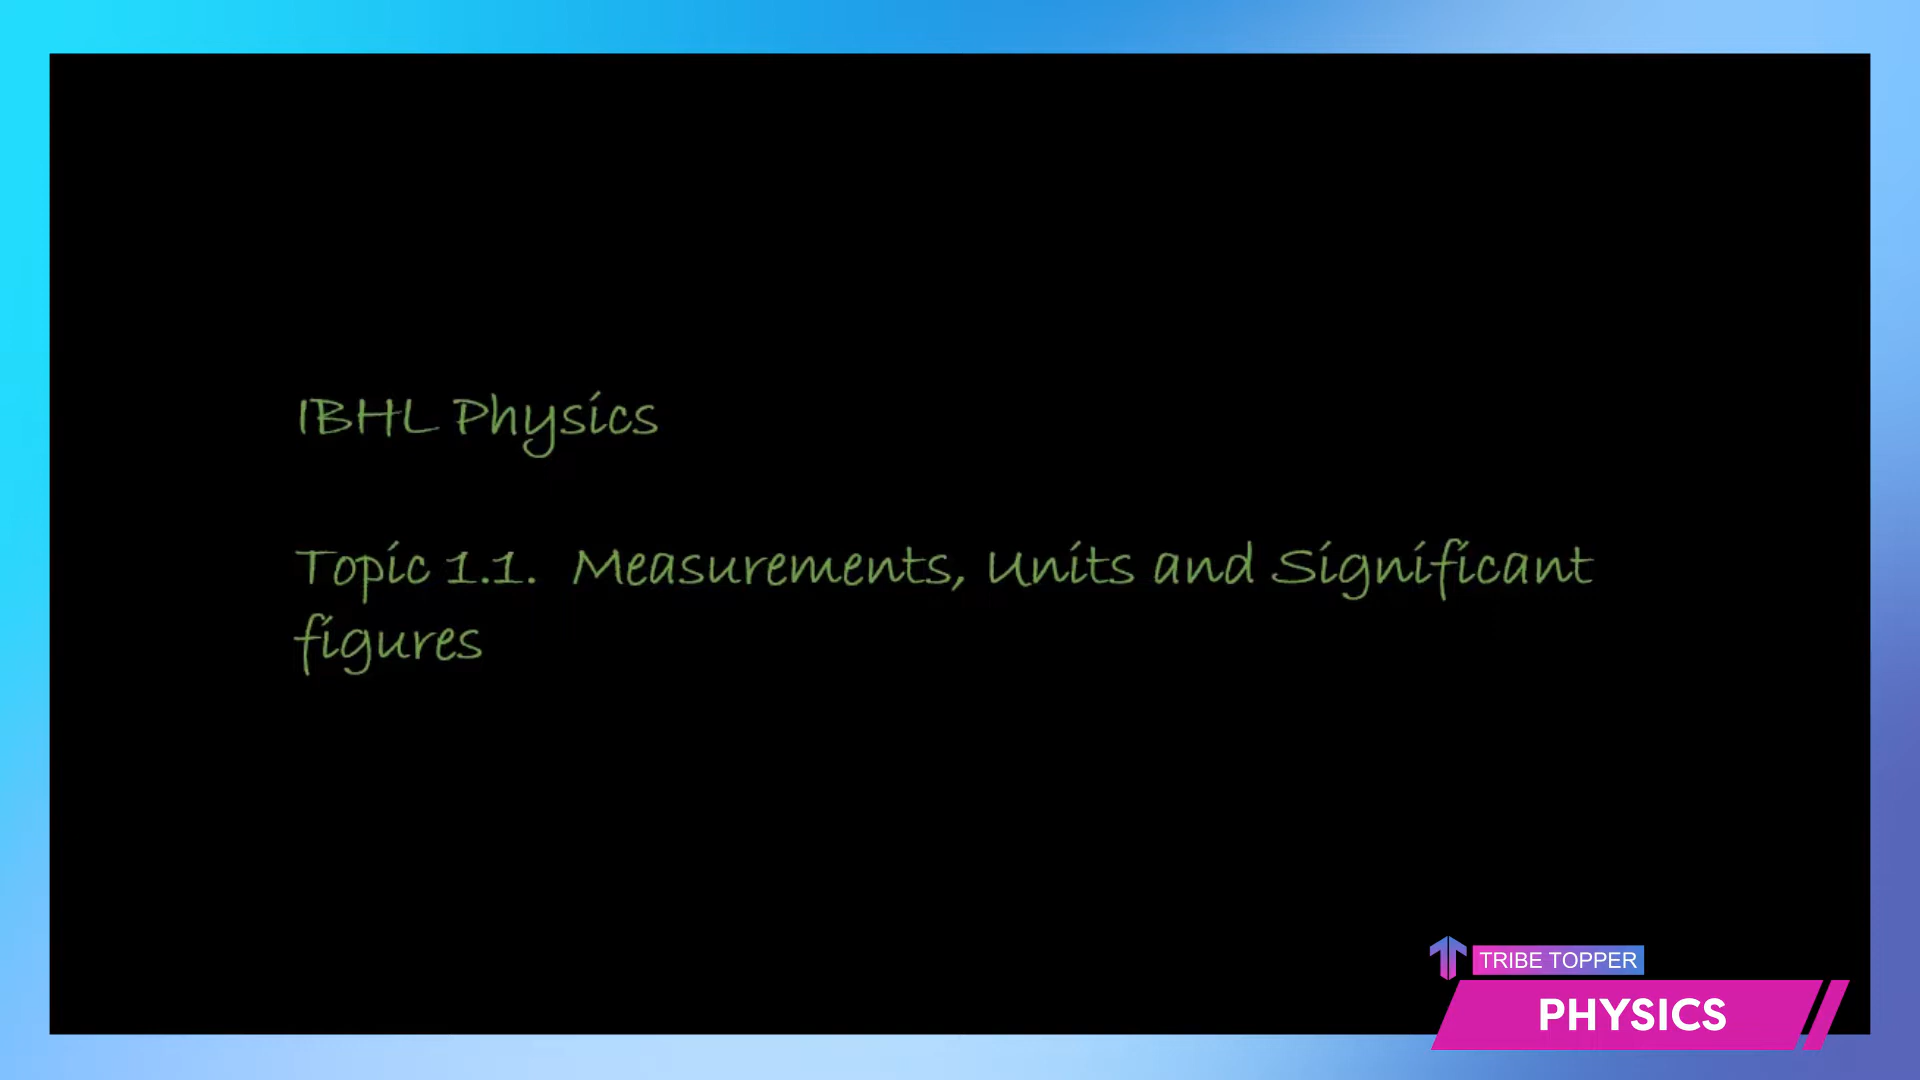 IBHL Physics
Topic 1.1. Measurements, Units and Significant
figures
TRIBE TOPPER
PHYSICS